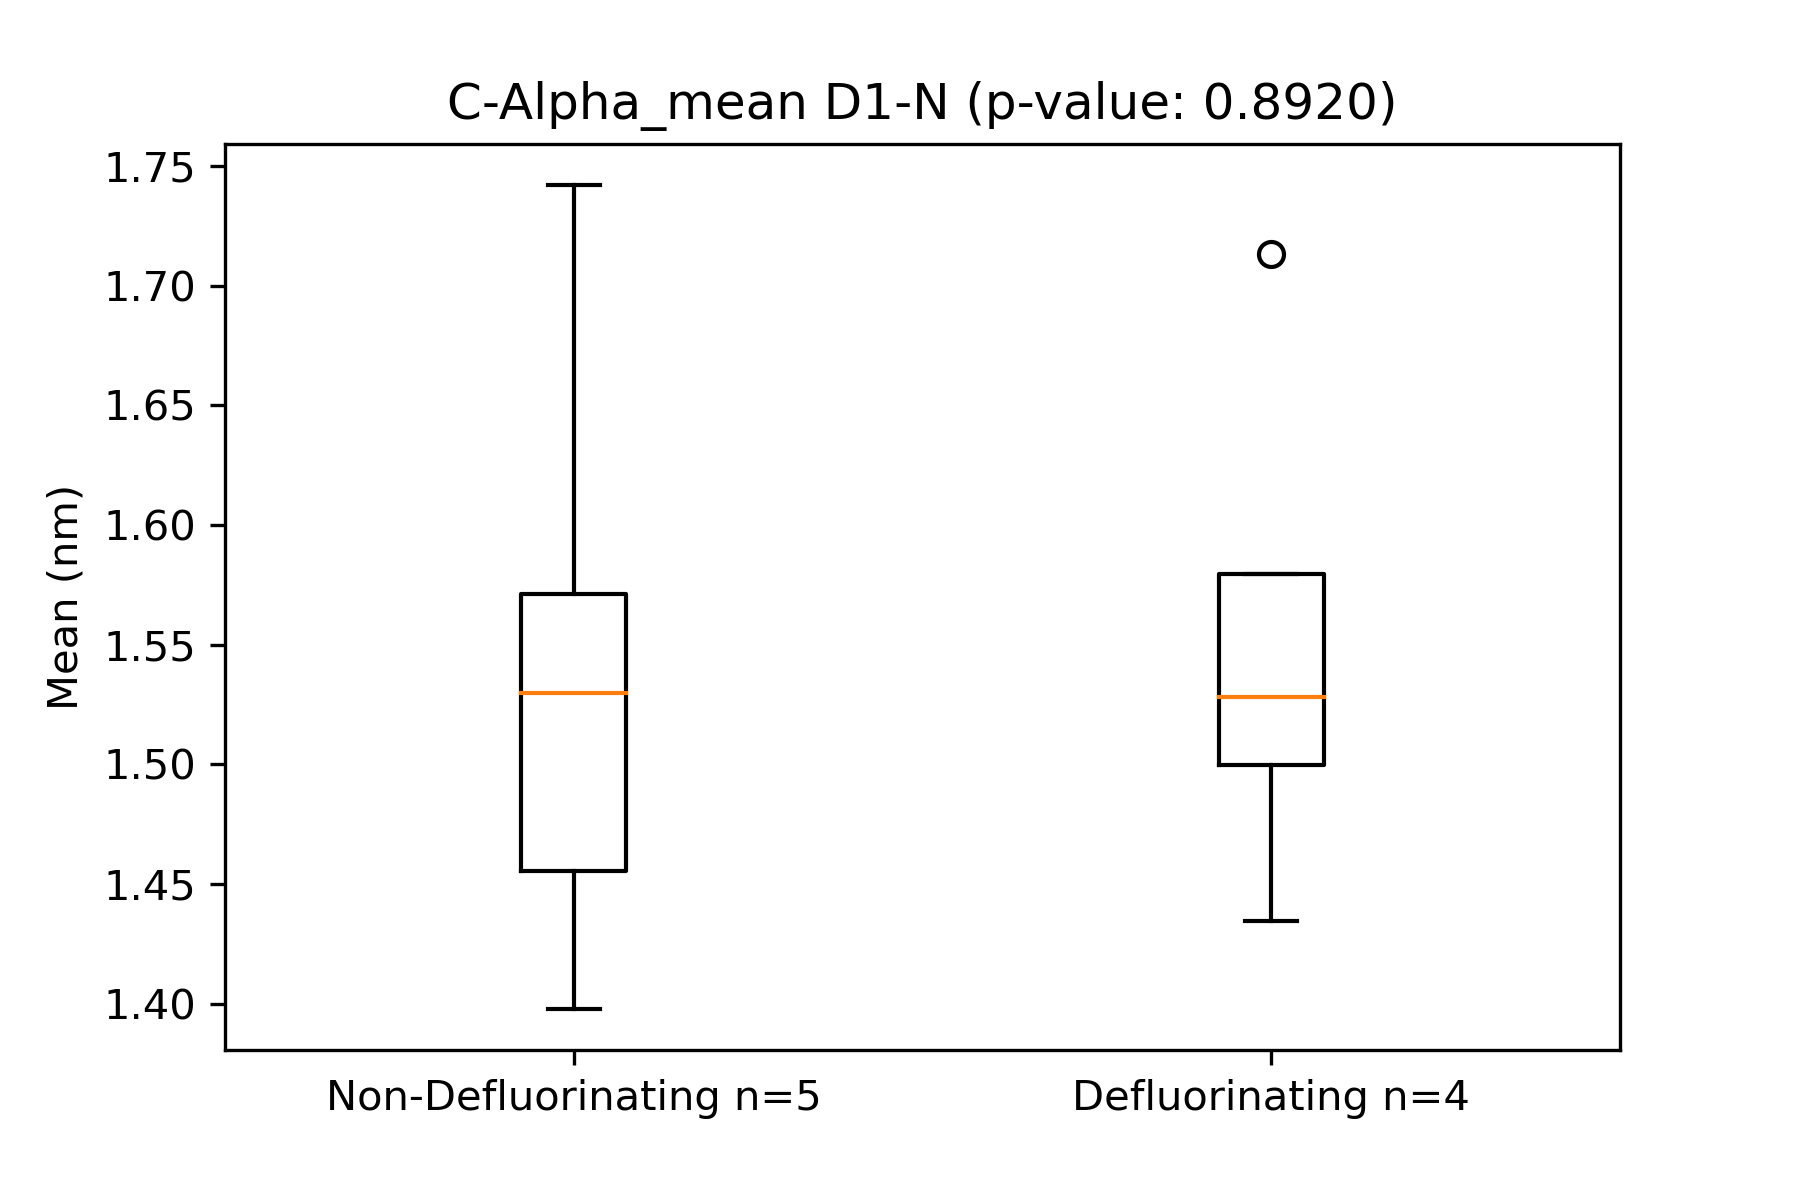 C-Alpha_mean D1-N (p-value: 0.8920)
Mean (nm)
1.75
1.70
1.65
1.60
1.55
1.50
1.45
1.40
Non-Defluorinating n=5
Defluorinating n=4